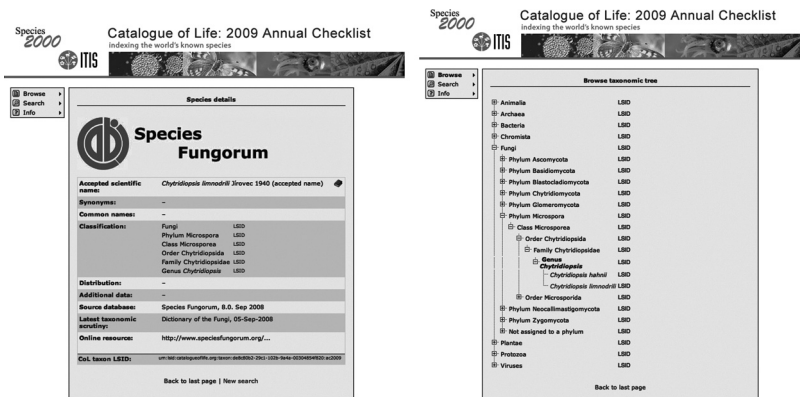 Species
2000
ITIS
Catalogue of Life: 2009 Annual Checklist
indexing the world's known species
Browse
Search
Info
Species details
Species
Fungorum
Accepted scientific name: Chytridiopsis limnodrili Jírovec 1940 (accepted name)
Synonyms: –
Common names: –
Classification: Fungi LSID
Phylum Microspora LSID
Class Microsporea LSID
Order Chytridiopsida LSID
Family Chytridiopsidae LSID
Genus Chytridiopsis LSID
Distribution: –
Additional data: –
Source database: Species Fungorum, 8.0. Sep 2008
Latest taxonomic scrutiny: Dictionary of the Fungi, 05-Sep-2008
Online resource: http://www.speciesfungorum.org/...
CoL taxon LSID:
Back to last page | New search
Species
2000
ITIS
Catalogue of Life: 2009 Annual Checklist
indexing the world's known species
Browse
Search
Info
Browse taxonomic tree
Animalia LSID
Archaea LSID
Bacteria LSID
Chromista LSID
Fungi LSID
Phylum Ascomycota LSID
Phylum Basidiomycota LSID
Phylum Blastocladiomycota LSID
Phylum Chytridiomycota LSID
Phylum Glomeromycota LSID
Phylum Microspora LSID
Class Microsporea LSID
Order Chytridiopsida LSID
Family Chytridiopsidae LSID
Genus
Chytridiopsis LSID
Chytridiopsis hahnii LSID
Chytridiopsis limnodrili LSID
Order Microsporida LSID
Phylum Neocallimastigomycota LSID
Phylum Zygomycota LSID
Not assigned to a phylum LSID
Plantae LSID
Protozoa LSID
Viruses LSID
Back to last page